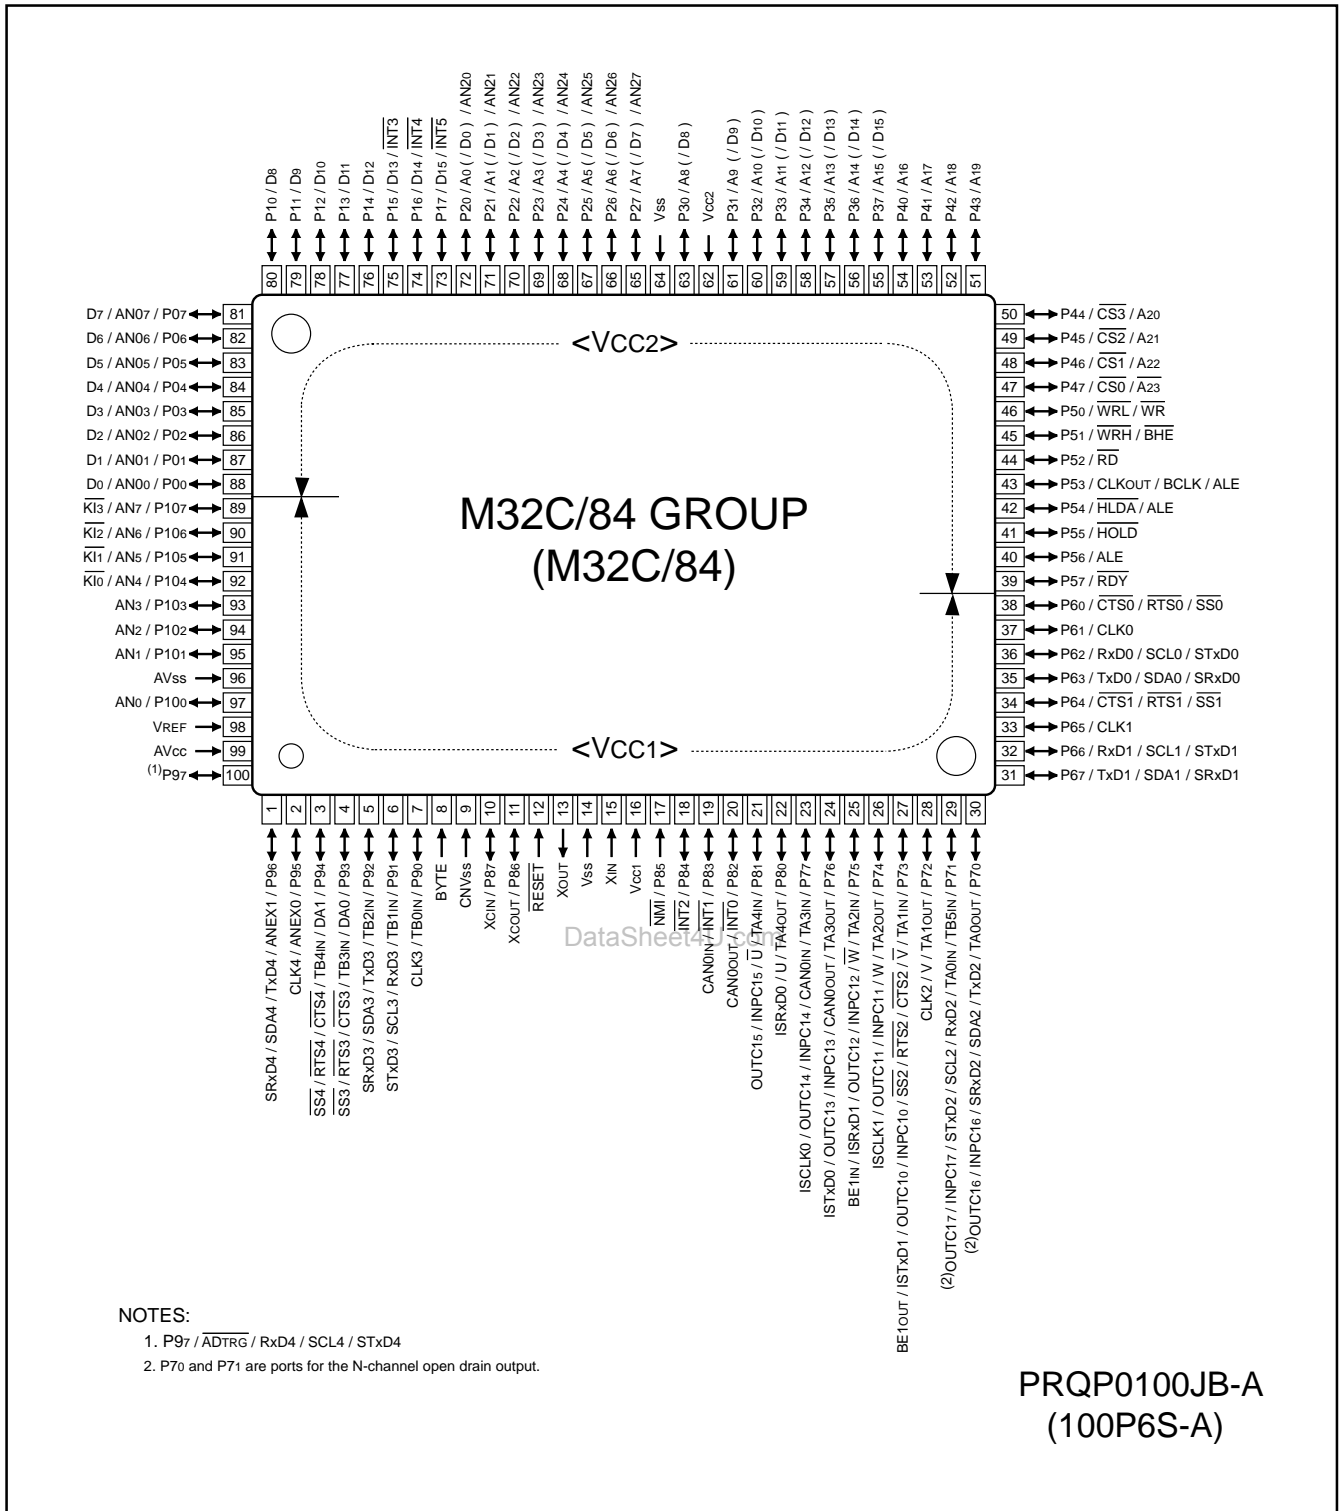 P10 / D8
P11 / D9
P12 / D10
P13 / D11
P14 / D12
P15 / D13 / INT3
P16 / D14 / INT4
P17 / D15 / INT5
P20 / A0 ( / D0 ) / AN20
P21 / A1 ( / D1 ) / AN21
P22 / A2 ( / D2 ) / AN22
P23 / A3 ( / D3 ) / AN23
P24 / A4 ( / D4 ) / AN24
P25 / A5 ( / D5 ) / AN25
P26 / A6 ( / D6 ) / AN26
P27 / A7 ( / D7 ) / AN27
Vss
P30 / A8 ( / D8 )
Vcc2
P31 / A9 ( / D9 )
P32 / A10 ( / D10 )
P33 / A11 ( / D11 )
P34 / A12 ( / D12 )
P35 / A13 ( / D13 )
P36 / A14 ( / D14 )
P37 / A15 ( / D15 )
P40 / A16
P41 / A17
P42 / A18
P43 / A19
80 79 78 77 76 75 74 73 72 71 70 69 68 67 66 65 64 63 62 61 60 59 58 57 56 55 54 53 52 51
D7 / AN07 / P07 81
D6 / AN06 / P06 82
D5 / AN05 / P05 83
D4 / AN04 / P04 84
D3 / AN03 / P03 85
D2 / AN02 / P02 86
D1 / AN01 / P01 87
D0 / AN00 / P00 88
KI3 / AN7 / P107 89
KI2 / AN6 / P106 90
KI1 / AN5 / P105 91
KI0 / AN4 / P104 92
AN3 / P103 93
AN2 / P102 94
AN1 / P101 95
AVss 96
AN0 / P100 97
VREF 98
AVcc 99
(1)P97 100
<VCC2>
M32C/84 GROUP
(M32C/84)
<VCC1>
50 P44 / CS3 / A20
49 P45 / CS2 / A21
48 P46 / CS1 / A22
47 P47 / CS0 / A23
46 P50 / WRL / WR
45 P51 / WRH / BHE
44 P52 / RD
43 P53 / CLKOUT / BCLK / ALE
42 P54 / HLDA / ALE
41 P55 / HOLD
40 P56 / ALE
39 P57 / RDY
38 P60 / CTS0 / RTS0 / SS0
37 P61 / CLK0
36 P62 / RxD0 / SCL0 / STxD0
35 P63 / TxD0 / SDA0 / SRxD0
34 P64 / CTS1 / RTS1 / SS1
33 P65 / CLK1
32 P66 / RxD1 / SCL1 / STxD1
31 P67 / TxD1 / SDA1 / SRxD1
1 2 3 4 5 6 7 8 9 10 11 12 13 14 15 16 17 18 19 20 21 22 23 24 25 26 27 28 29 30
SRxD4 / SDA4 / TxD4 / ANEX1 / P96
CLK4 / ANEX0 / P95
SS4 / RTS4 / CTS4 / TB4IN / DA1 / P94
SS3 / RTS3 / CTS3 / TB3IN / DA0 / P93
SRxD3 / SDA3 / TxD3 / TB2IN / P92
STxD3 / SCL3 / RxD3 / TB1IN / P91
CLK3 / TB0IN / P90
BYTE
CNVss
XCIN / P87
XCOUT / P86
RESET
XOUT
Vss
XIN
Vcc1
NMI / P85
INT2 / P84
CAN0IN / INT1 / P83
CAN0OUT / INT0 / P82
OUTC15 / INPC15 / U / TA4IN / P81
ISRxD0 / U / TA4OUT / P80
ISCLK0 / OUTC14 / INPC14 / CAN0IN / TA3IN / P77
ISTxD0 / OUTC13 / INPC13 / CAN0OUT / TA3OUT / P76
BE1IN / ISRxD1 / OUTC12 / INPC12 / W / TA2IN / P75
ISCLK1 / OUTC11 / INPC11 / W / TA2OUT / P74
BE1OUT / ISTxD1 / OUTC10 / INPC10 / SS2 / RTS2 / CTS2 / V / TA1IN / P73
CLK2 / V / TA1OUT / P72
(2)OUTC17 / INPC17 / STxD2 / SCL2 / RxD2 / TA0IN / TB5IN / P71
(2)OUTC16 / INPC16 / SRxD2 / SDA2 / TxD2 / TA0OUT / P70
DataSheet4U.com
NOTES:
1. P97 / ADTRG / RxD4 / SCL4 / STxD4
2. P70 and P71 are ports for the N-channel open drain output.
PRQP0100JB-A
(100P6S-A)